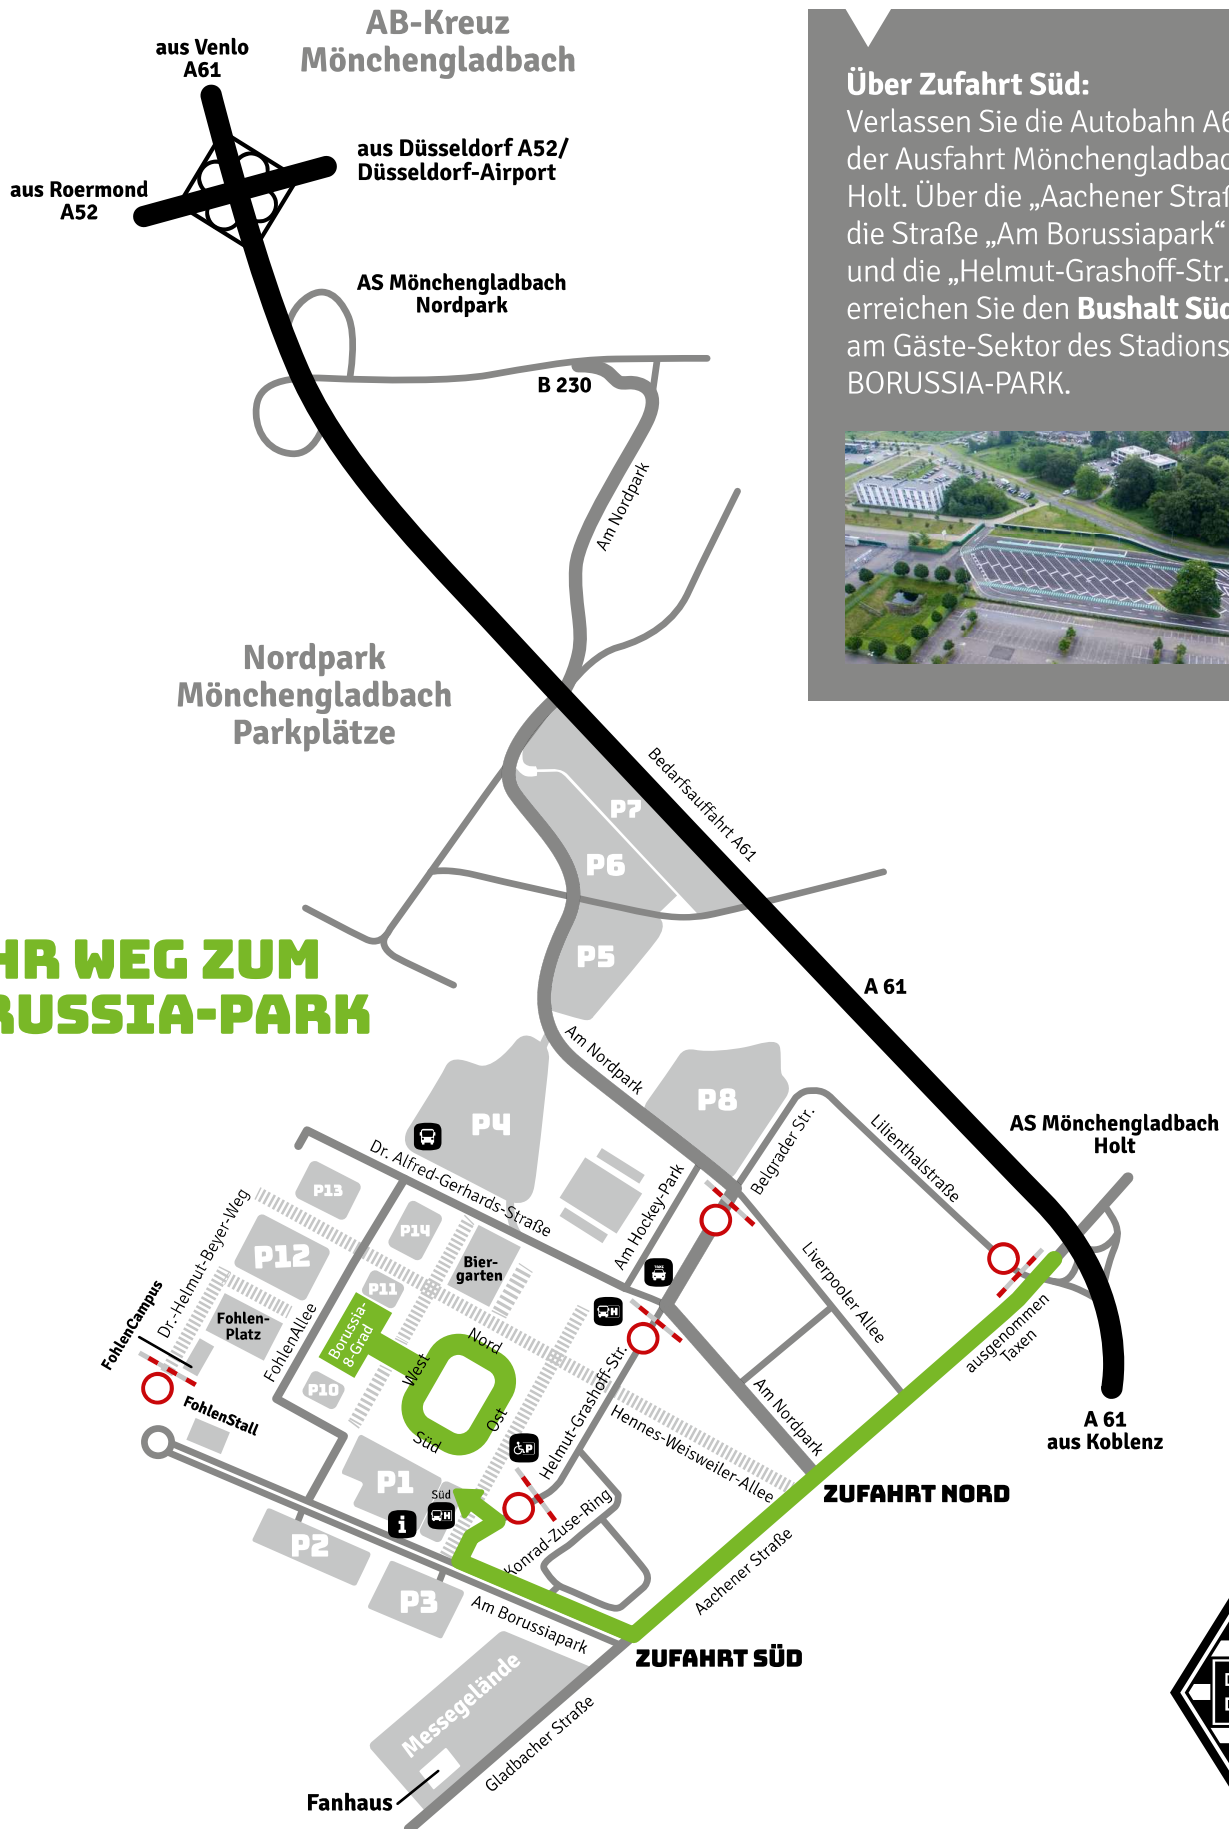 AB-Kreuz
Mönchengladbach
aus Venlo
A61
aus Düsseldorf A52/
Düsseldorf-Airport
aus Roermond
A52
AS Mönchengladbach
Nordpark
B 230
Am Nordpark
Über Zufahrt Süd:
Verlassen Sie die Autobahn A6
der Ausfahrt Mönchengladbac
Holt. Über die „Aachener Straß
die Straße „Am Borussiapark“
und die „Helmut-Grashoff-Str.
erreichen Sie den Bushalt Süd
am Gäste-Sektor des Stadions
BORUSSIA-PARK.
Nordpark
Mönchengladbach
Parkplätze
Bedarfsauffahrt A61
P7
P6
P5
HR WEG ZUM
RUSSIA-PARK
A 61
Am Nordpark
P8
P4
Belgrader Str.
Lilienthalstraße
AS Mönchengladbach
Holt
Dr. Alfred-Gerhards-Straße
Am Hockey-Park
P13
P14
P12
P11
Bier-
garten
Dr.-Helmut-Beyer-Weg
FohlenCampus
Fohlen-
Platz
FohlenAllee
Borussia-
8-Grad
P10
FohlenStall
Nord
West
Ost
Süd
TAXI
H
Liverpooler Allee
ausgenommen
Taxen
Am Nordpark
Helmut-Grashoff-Str.
Hennes-Weisweiler-Allee
A 61
aus Koblenz
P
P1
Süd
H
i
P2
P3
Konrad-Zuse-Ring
ZUFAHRT NORD
Aachener Straße
Am Borussiapark
ZUFAHRT SÜD
Messegelände
Gladbacher Straße
Fanhaus